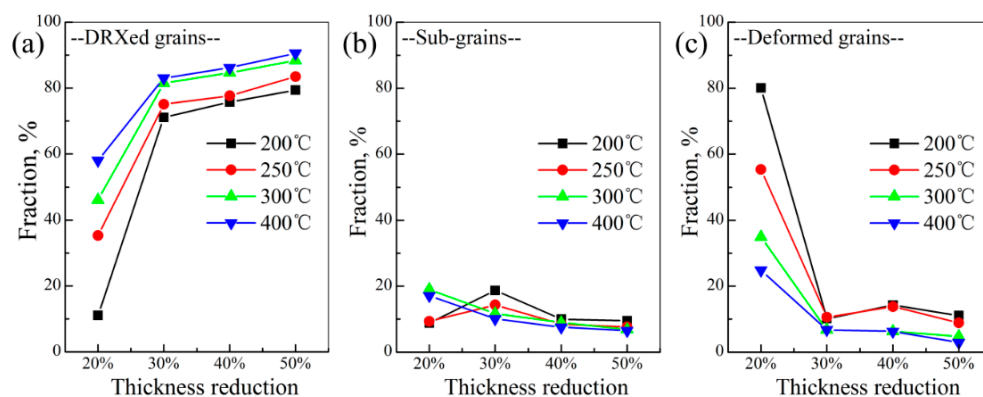 (a) --DRXed grains--
Fraction, %
100
80
60
40
20
0
200℃
250℃
300℃
400℃
20% 30% 40% 50%
Thickness reduction
(b) --Sub-grains--
Fraction, %
100
80
60
40
20
0
200℃
250℃
300℃
400℃
20% 30% 40% 50%
Thickness reduction
(c) --Deformed grains--
Fraction, %
100
80
60
40
20
0
200℃
250℃
300℃
400℃
20% 30% 40% 50%
Thickness reduction